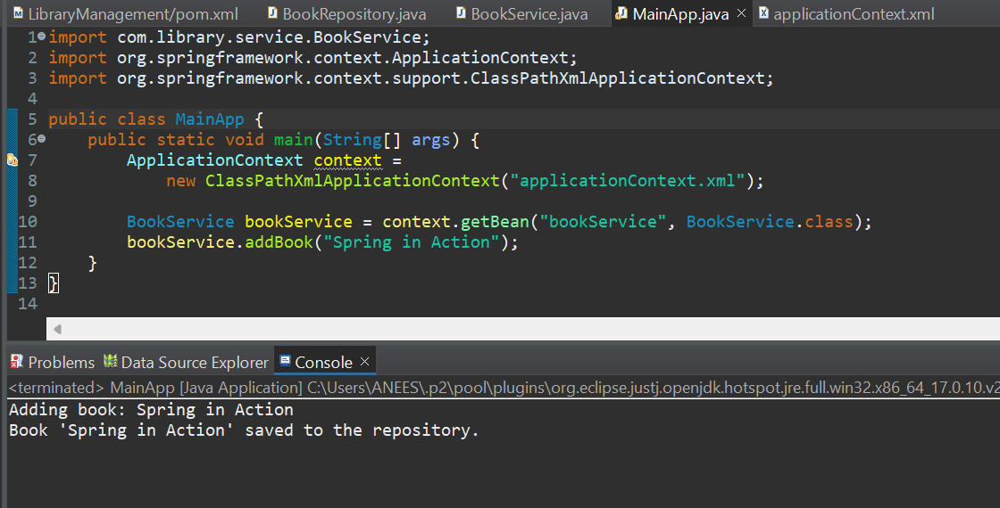 LibraryManagement/pom.xml BookRepository.java BookService.java MainApp.java applicationContext.xml
1 import com.library.service.BookService;
2 import org.springframework.context.ApplicationContext;
3 import org.springframework.context.support.ClassPathXmlApplicationContext;
4
5 public class MainApp {
6     public static void main(String[] args) {
7         ApplicationContext context =
8             new ClassPathXmlApplicationContext("applicationContext.xml");
9
10         BookService bookService = context.getBean("bookService", BookService.class);
11         bookService.addBook("Spring in Action");
12     }
13 }
14
Problems Data Source Explorer Console
<terminated> MainApp [Java Application] C:\Users\ANEES\.p2\pool\plugins\org.eclipse.justj.openjdk.hotspot.jre.full.win32.x86_64_17.0.10.v2
Adding book: Spring in Action
Book 'Spring in Action' saved to the repository.